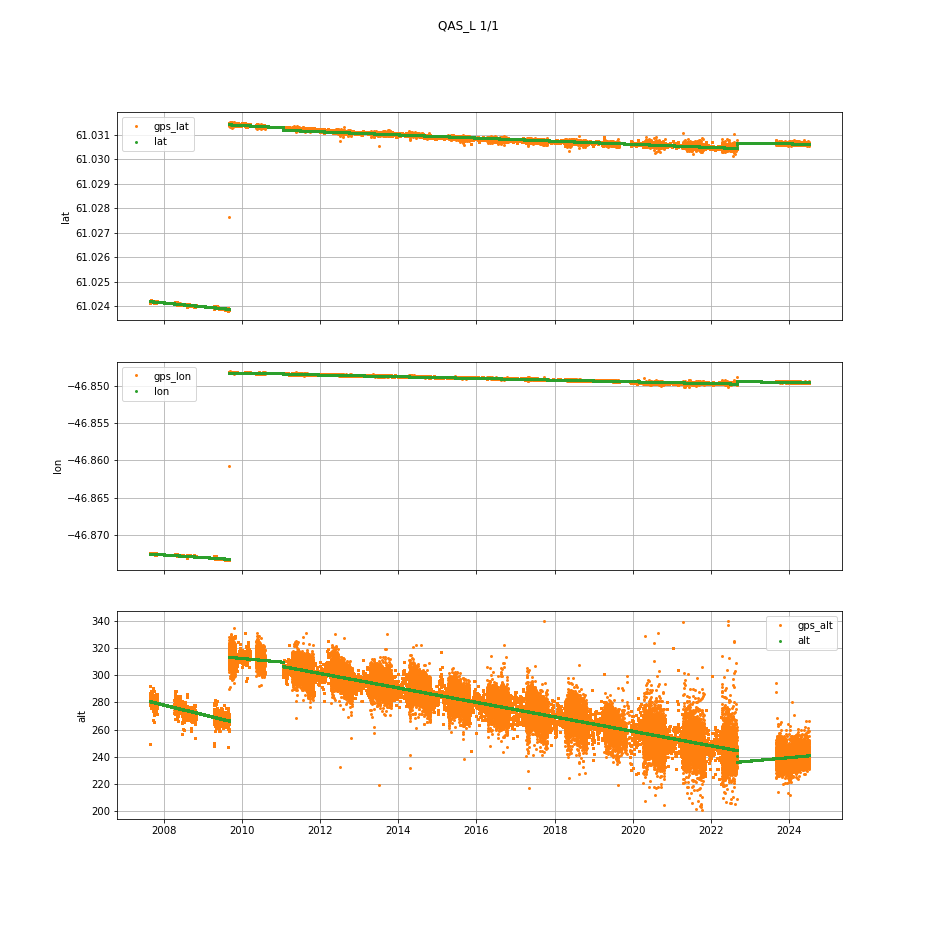 QAS_L 1/1
gps_lat
lat
61.031
61.030
61.029
61.028
61.027
61.026
61.025
61.024
lat
gps_lon
lon
−46.850
−46.855
−46.860
−46.865
−46.870
lon
gps_alt
alt
340
320
300
280
260
240
220
200
alt
2008 2010 2012 2014 2016 2018 2020 2022 2024